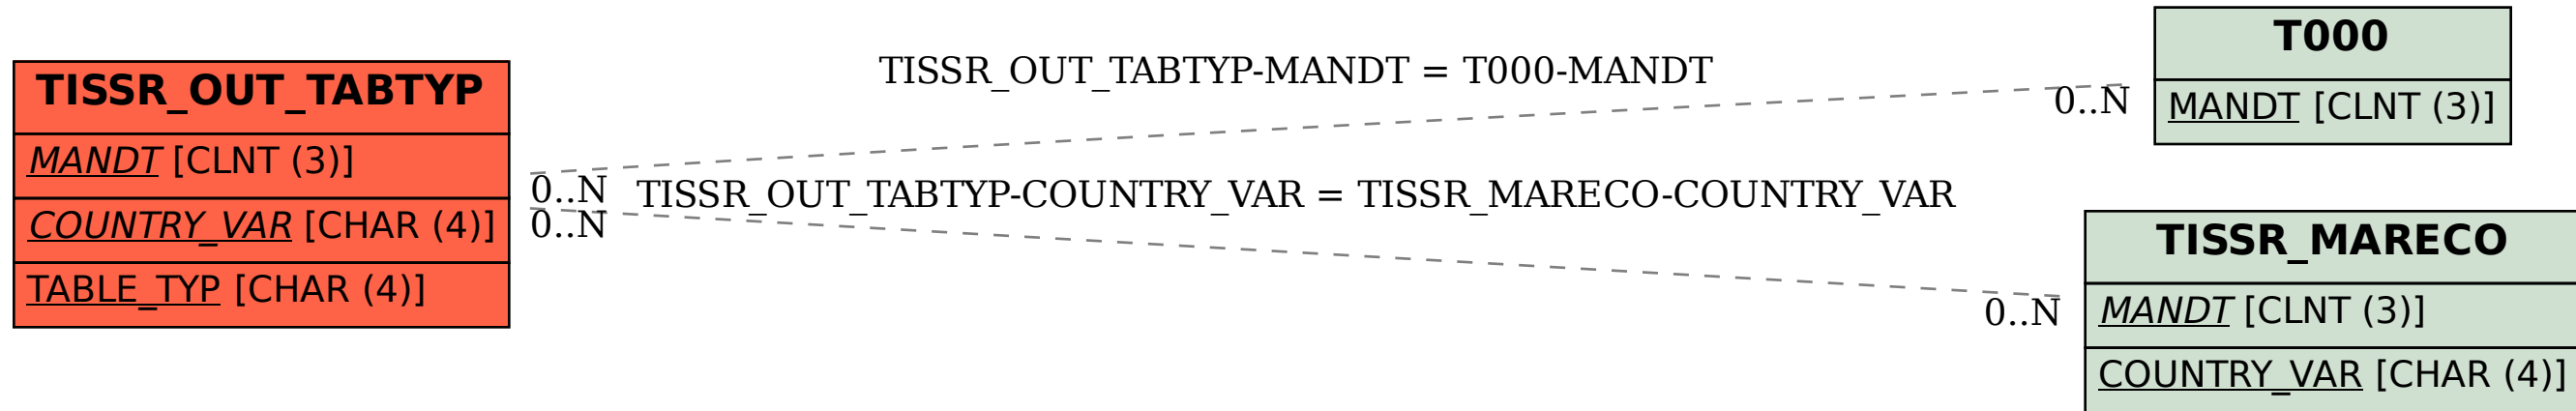 TISSR_OUT_TABTYP
MANDT [CLNT (3)]
COUNTRY_VAR [CHAR (4)]
TABLE_TYP [CHAR (4)]
TISSR_OUT_TABTYP-MANDT = T000-MANDT
0..N
0..N
TISSR_OUT_TABTYP-COUNTRY_VAR = TISSR_MARECO-COUNTRY_VAR
0..N
0..N
T000
MANDT [CLNT (3)]
TISSR_MARECO
MANDT [CLNT (3)]
COUNTRY_VAR [CHAR (4)]